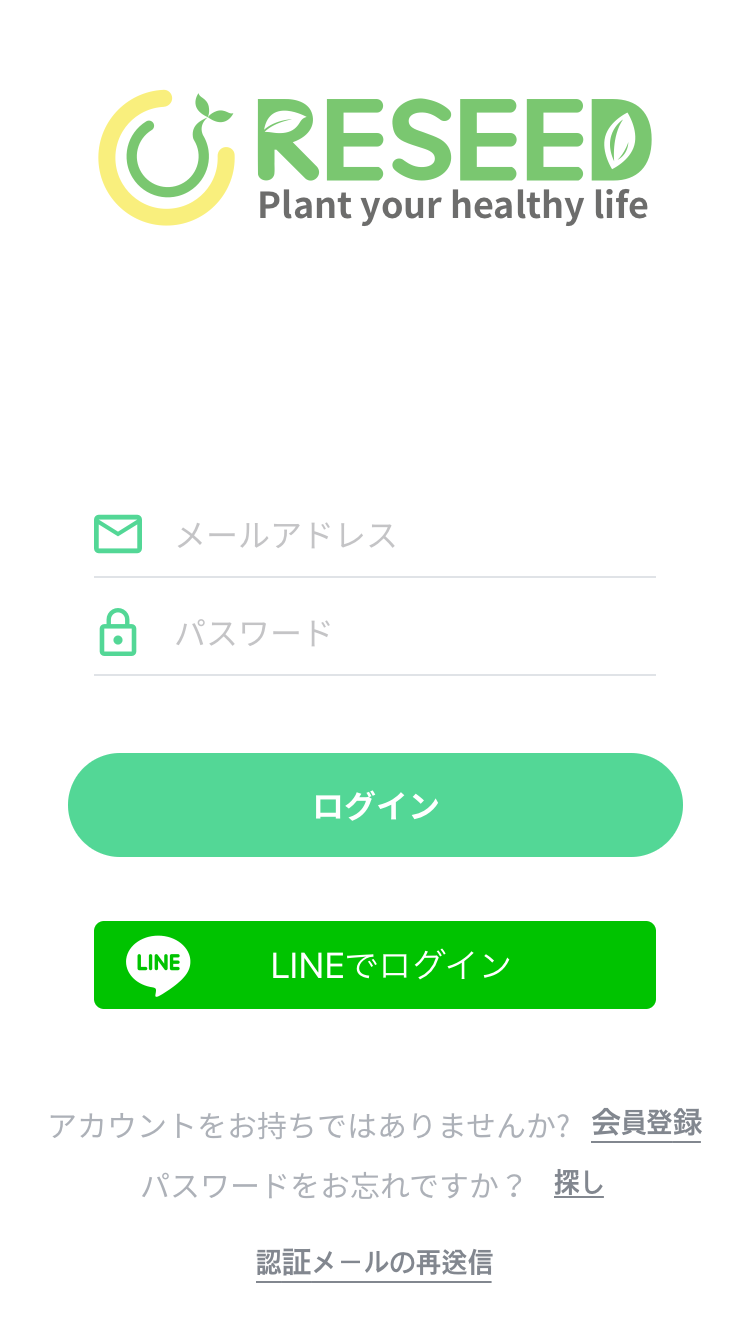 RESEED
Plant your healthy life
メールアドレス
パスワード
ログイン
LINE LINEでログイン
アカウントをお持ちではありませんか? 会員登録
パスワードをお忘れですか？ 探し
認証メールの再送信